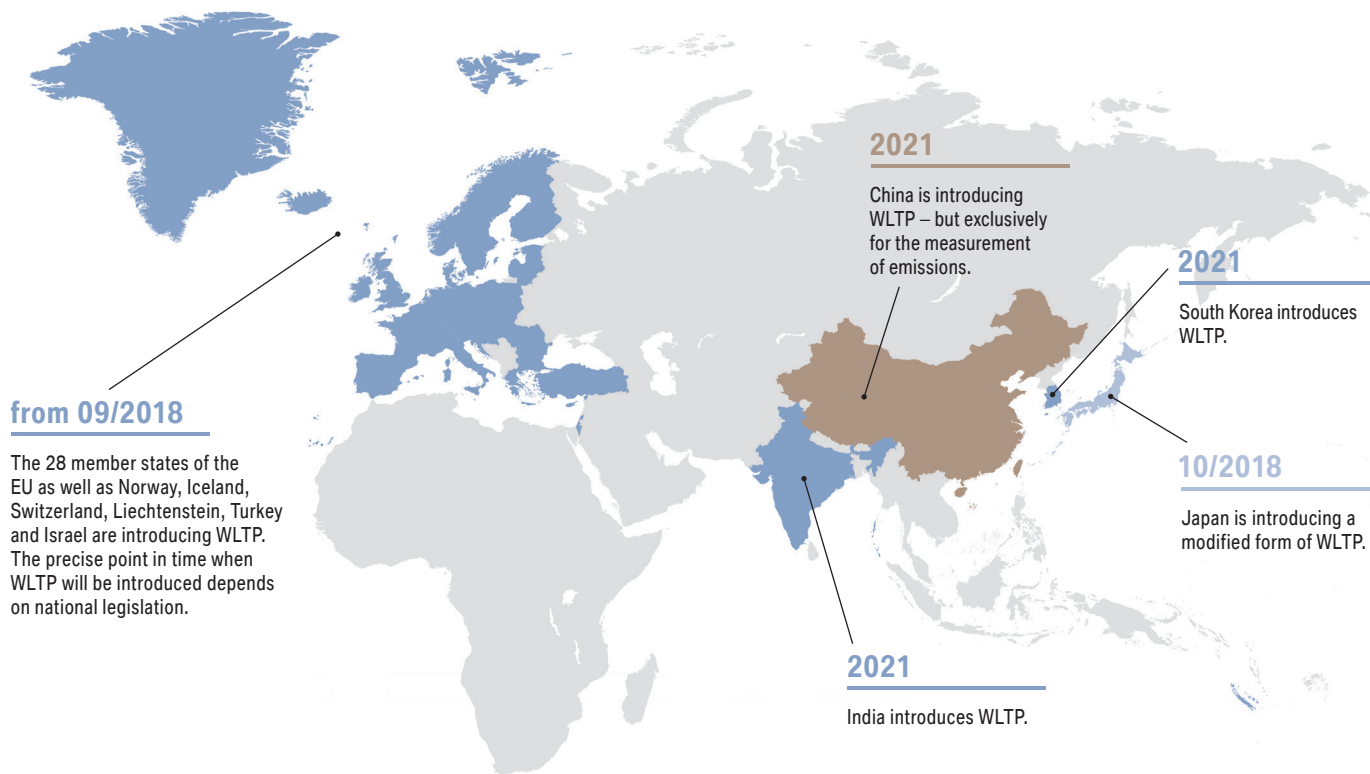 2021
China is introducing
WLTP – but exclusively
for the measurement
of emissions.
2021
South Korea introduces
WLTP.
from 09/2018
The 28 member states of the
EU as well as Norway, Iceland,
Switzerland, Liechtenstein, Turkey
and Israel are introducing WLTP.
The precise point in time when
WLTP will be introduced depends
on national legislation.
10/2018
Japan is introducing a
modified form of WLTP.
2021
India introduces WLTP.